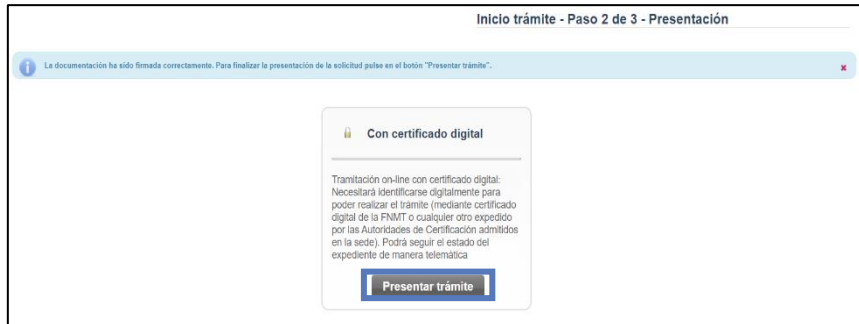 Inicio trámite - Paso 2 de 3 - Presentación
La documentación ha sido firmada correctamente. Para finalizar la presentación de la solicitud pulse en el botón "Presentar trámite".
Con certificado digital
Tramitación on-line con certificado digital:
Necesitará identificarse digitalmente para
poder realizar el trámite (mediante certificado
digital de la FNMT o cualquier otro expedido
por las Autoridades de Certificación admitidos
en la sede). Podrá seguir el estado del
expediente de manera telemática
Presentar trámite